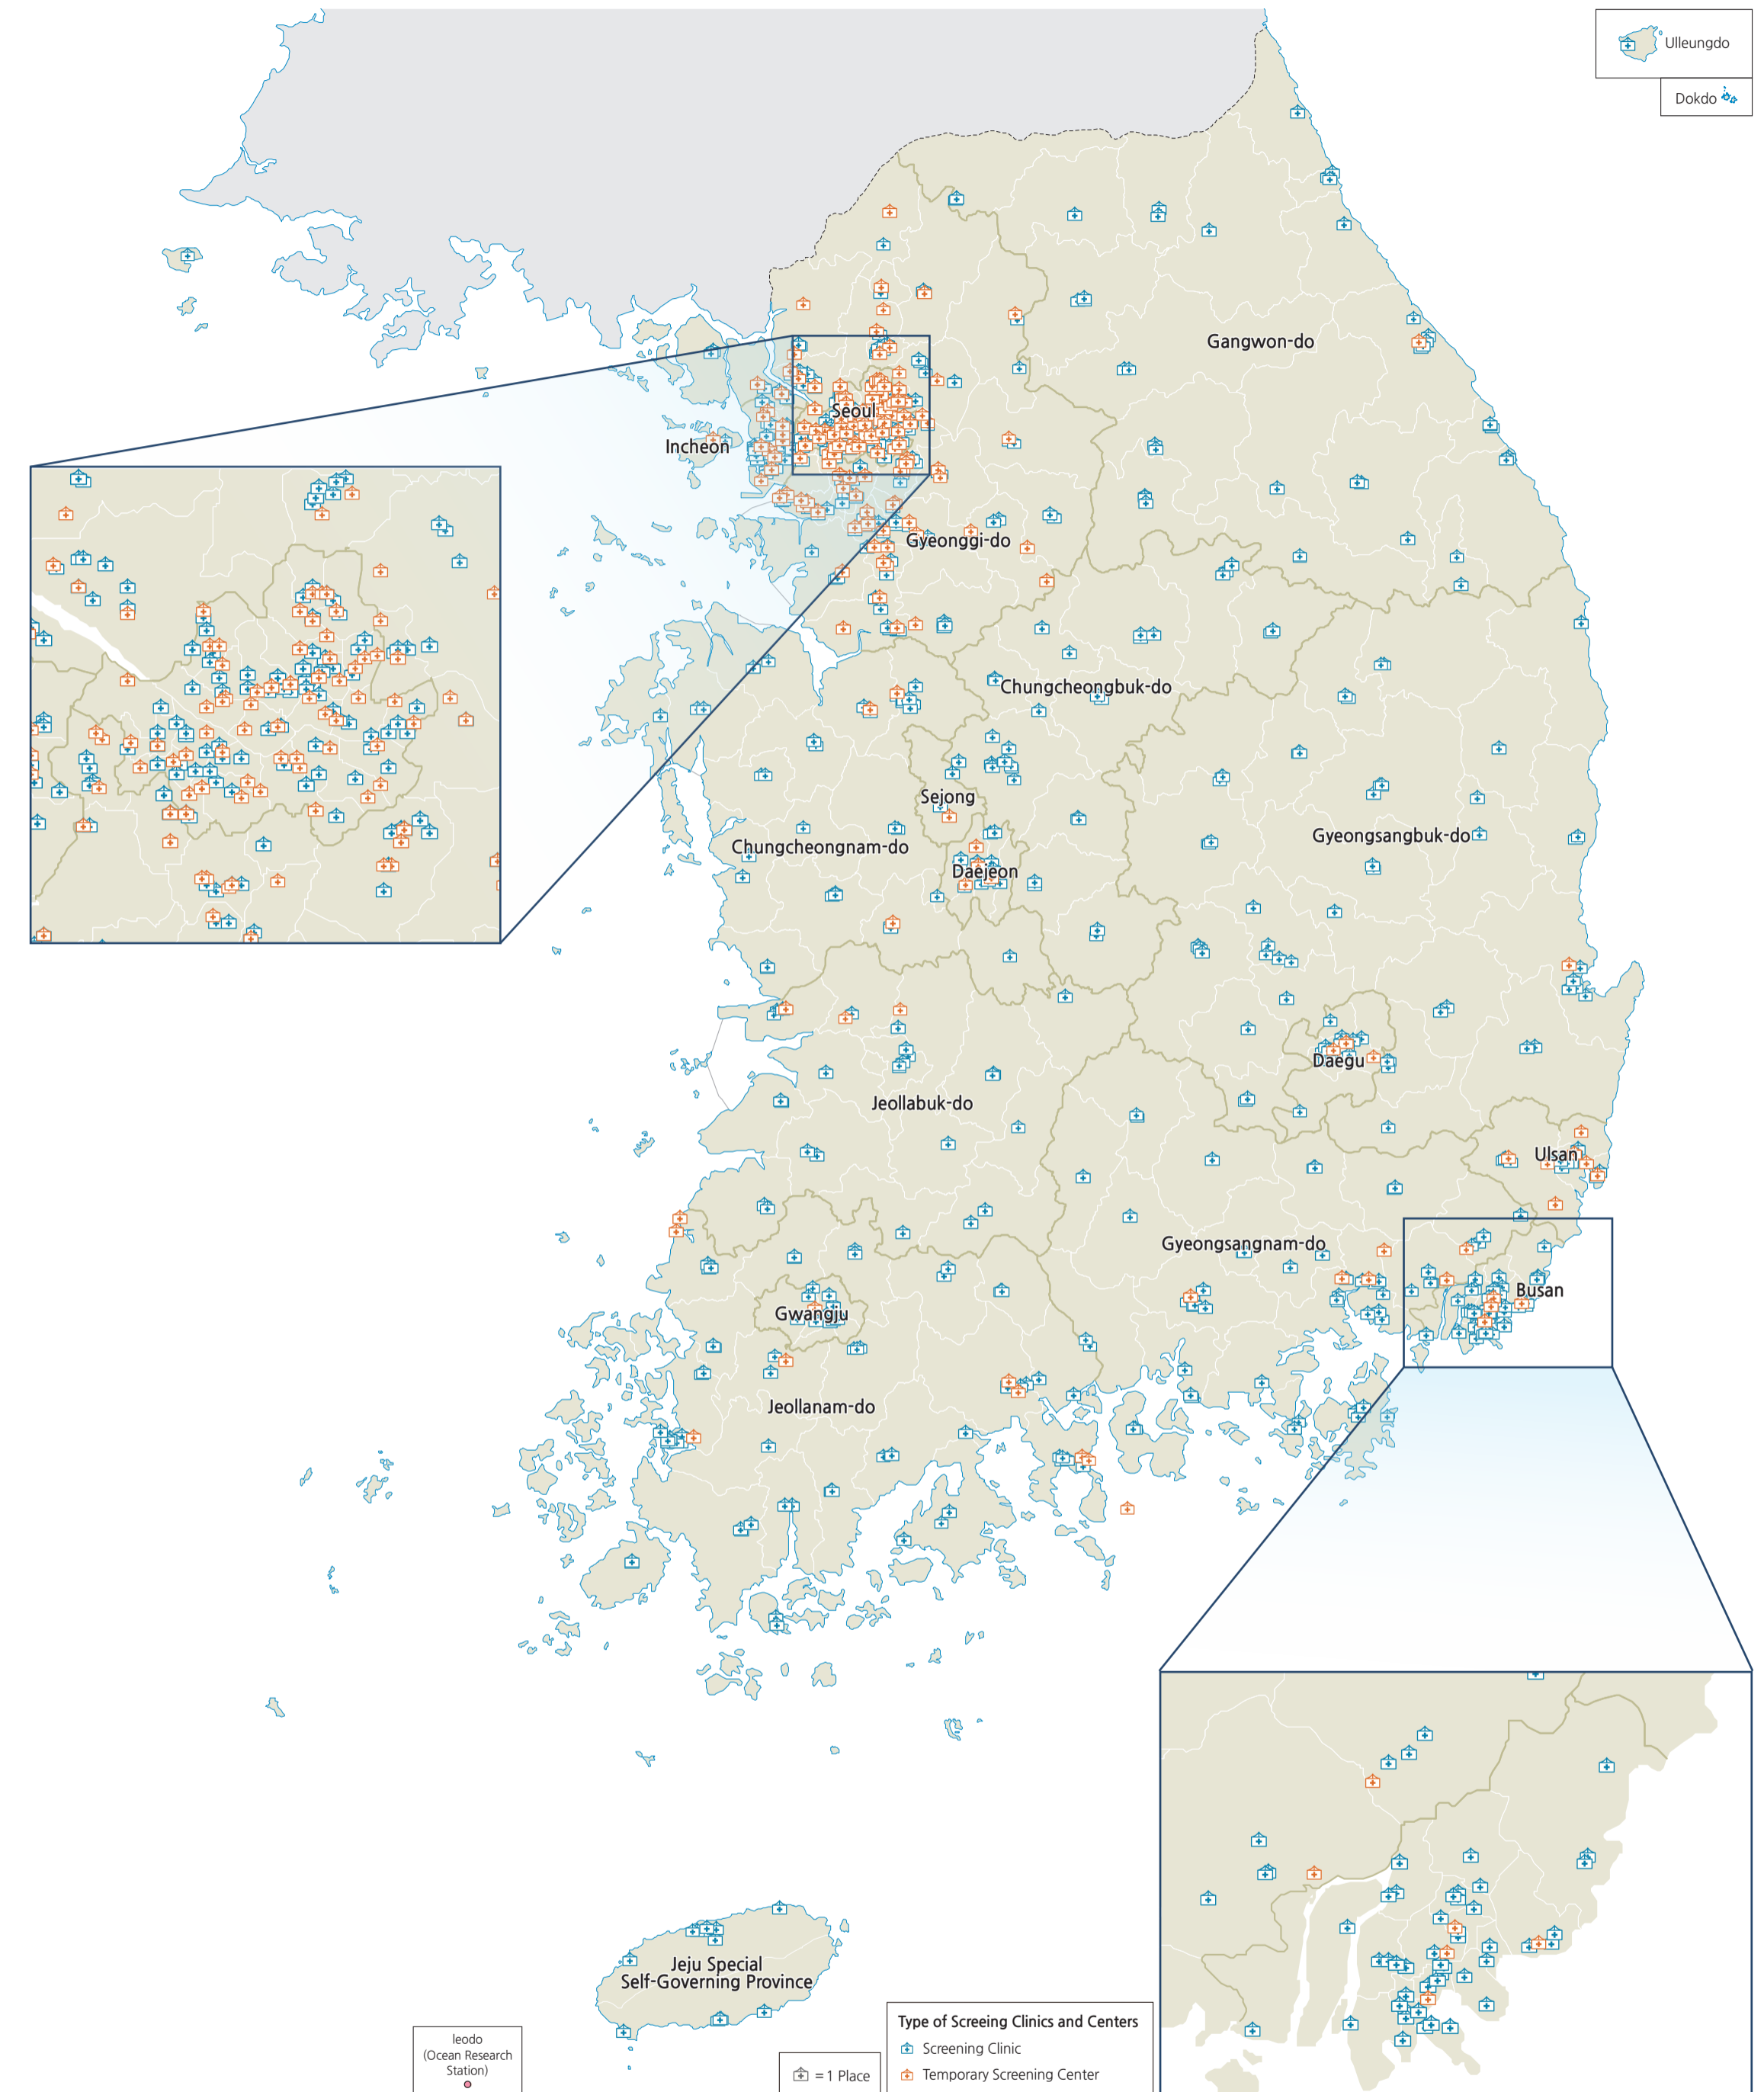 Ulleungdo
Dokdo
Gangwon-do
Seoul
Incheon
Gyeonggi-do
Chungcheongbuk-do
Sejong
Chungcheongnam-do
Gyeongsangbuk-do
Daejeon
Daegu
Jeollabuk-do
Ulsan
Gyeongsangnam-do
Busan
Gwangju
Jeollanam-do
Jeju Special
Self-Governing Province
Ieodo
(Ocean Research
Station)
= 1 Place
Type of Screeing Clinics and Centers
Screening Clinic
Temporary Screening Center